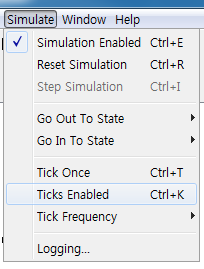 Simulate Window Help
Simulation Enabled Ctrl+E
Reset Simulation Ctrl+R
Step Simulation Ctrl+I
Go Out To State
Go In To State
Tick Once Ctrl+T
Ticks Enabled Ctrl+K
Tick Frequency
Logging...